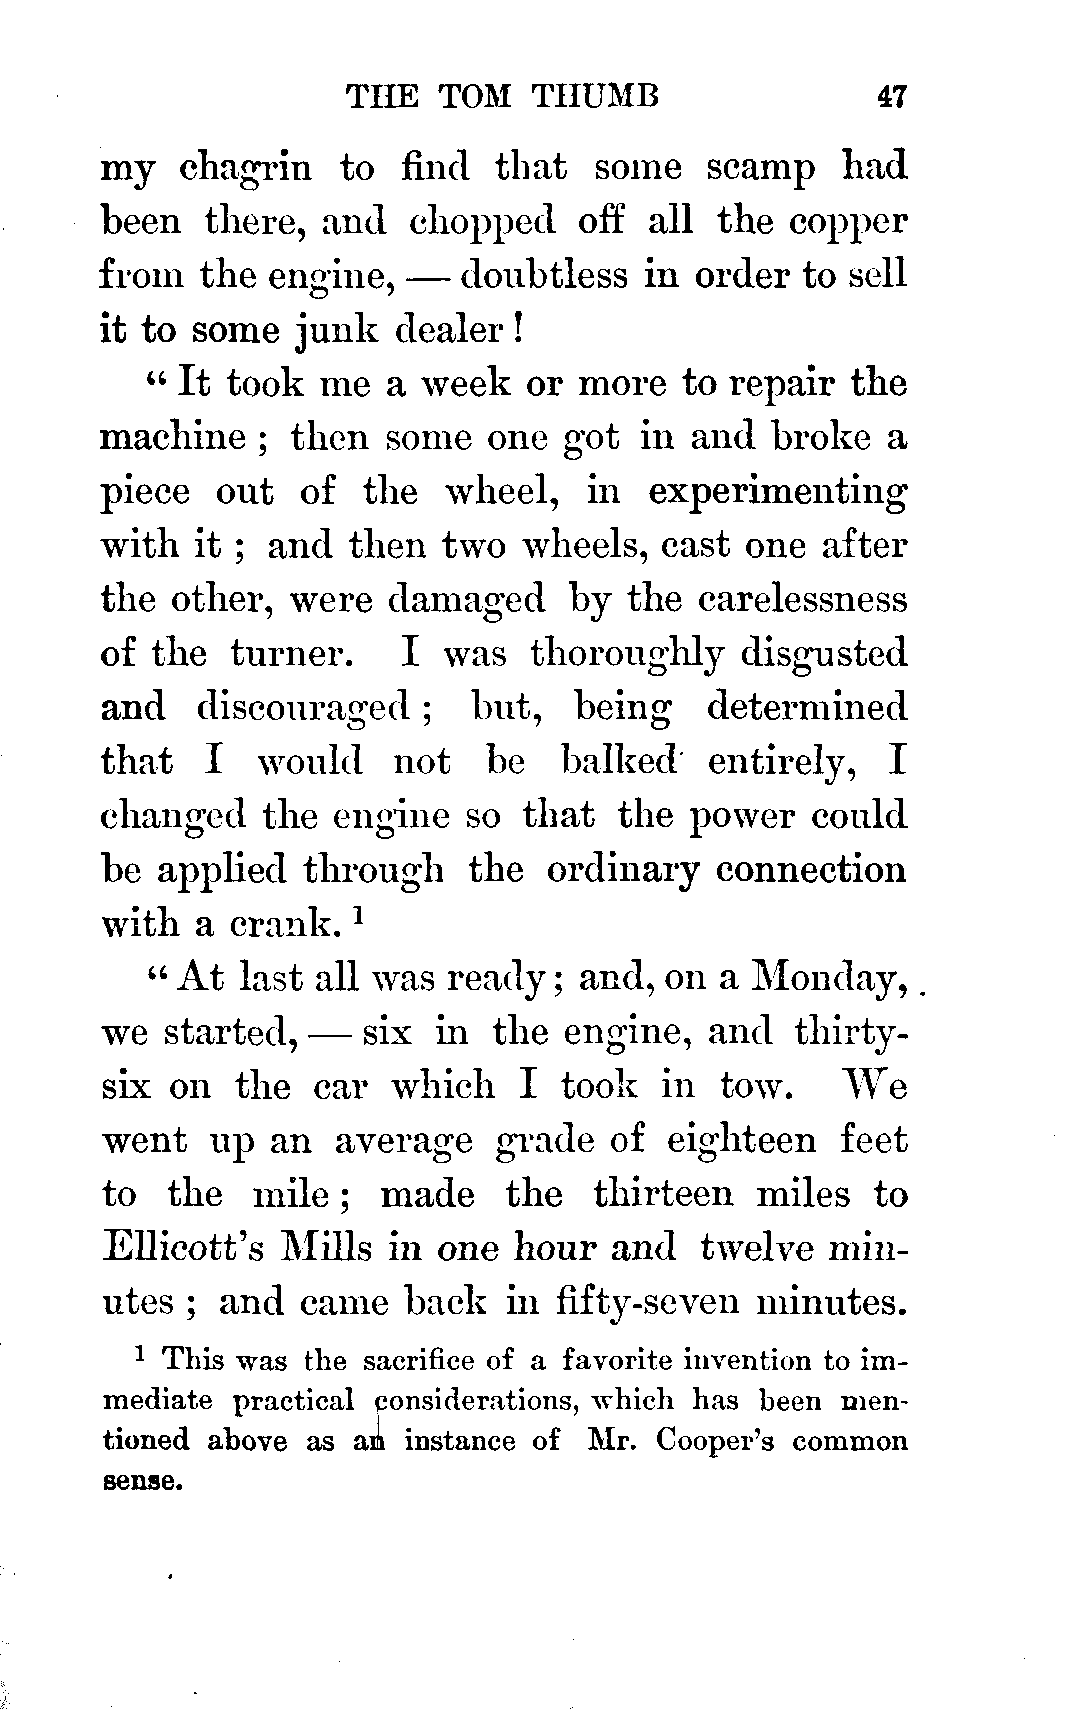 THE TOM THUMB 47
my chagrin to find that some scamp had
been there, and chopped off all the copper
from the engine, — doubtless in order to sell
it to some junk dealer !
“ It took me a week or more to repair the
machine ; then some one got in and broke a
piece out of the wheel, in experimenting
with it ; and then two wheels, cast one after
the other, were damaged by the carelessness
of the turner. I was thoroughly disgusted
and discouraged ; but, being determined
that I would not be balked entirely, I
changed the engine so that the power could
be applied through the ordinary connection
with a crank. ¹
“ At last all was ready ; and, on a Monday,
we started, — six in the engine, and thirty-
six on the car which I took in tow. We
went up an average grade of eighteen feet
to the mile ; made the thirteen miles to
Ellicott’s Mills in one hour and twelve min-
utes ; and came back in fifty-seven minutes.
¹ This was the sacrifice of a favorite invention to im-
mediate practical considerations, which has been men-
tioned above as an instance of Mr. Cooper’s common
sense.